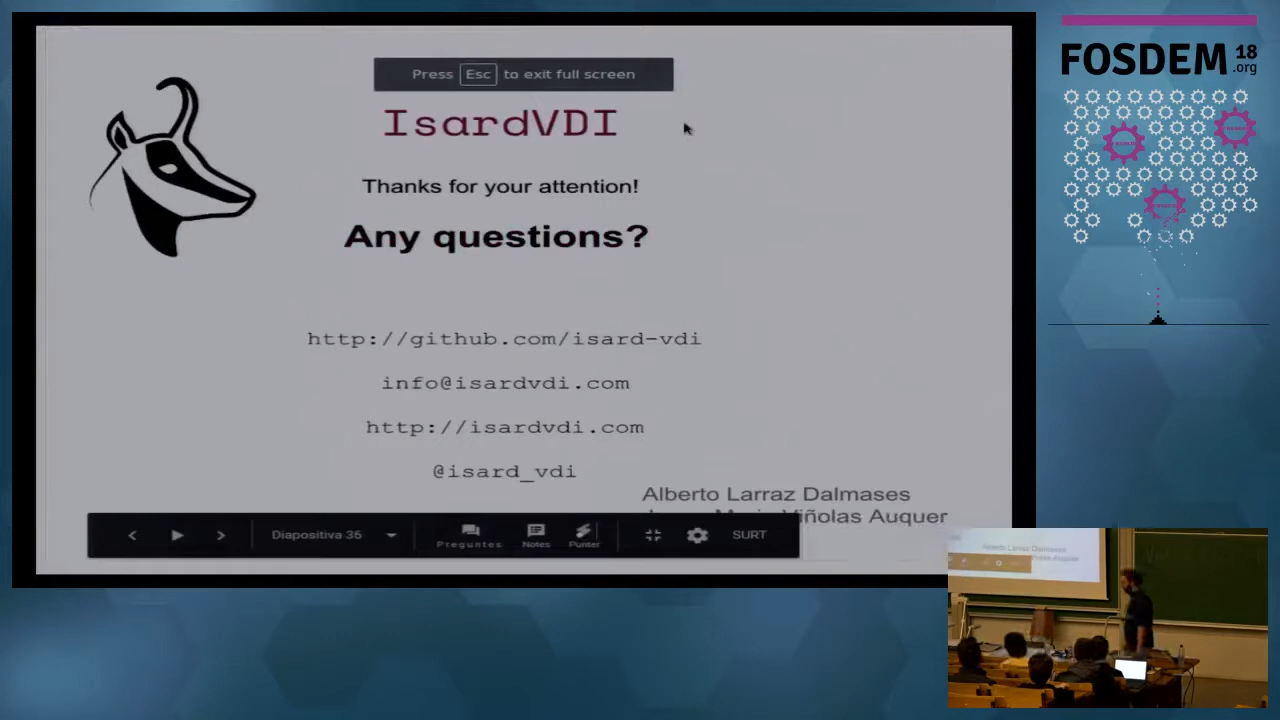 Press Esc to exit full screen
IsardVDI
Thanks for your attention!
Any questions?
http://github.com/isard-vdi
info@isardvdi.com
http://isardvdi.com
@isard_vdi
Alberto Larraz Dalmases
Viñolas Auquer
Diapositiva 36
Preguntes
Notes
Punter
SURT
FOSDEM 18
.org